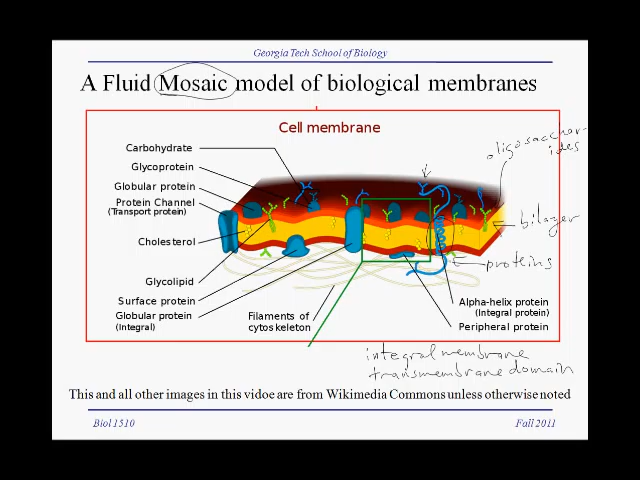 Georgia Tech School of Biology
A Fluid Mosaic model of biological membranes
Cell membrane
Carbohydrate
Glycoprotein
Globular protein
Protein Channel
(Transport protein)
Cholesterol
Glycolipid
Surface protein
Globular protein
(Integral)
Filaments of
cytoskeleton
Alpha-helix protein
(Integral protein)
Peripheral protein
oligosacchar-
ides
bilayer
proteins
integral membrane
transmembrane domain
This and all other images in this vidoe are from Wikimedia Commons unless otherwise noted
Biol 1510
Fall 2011